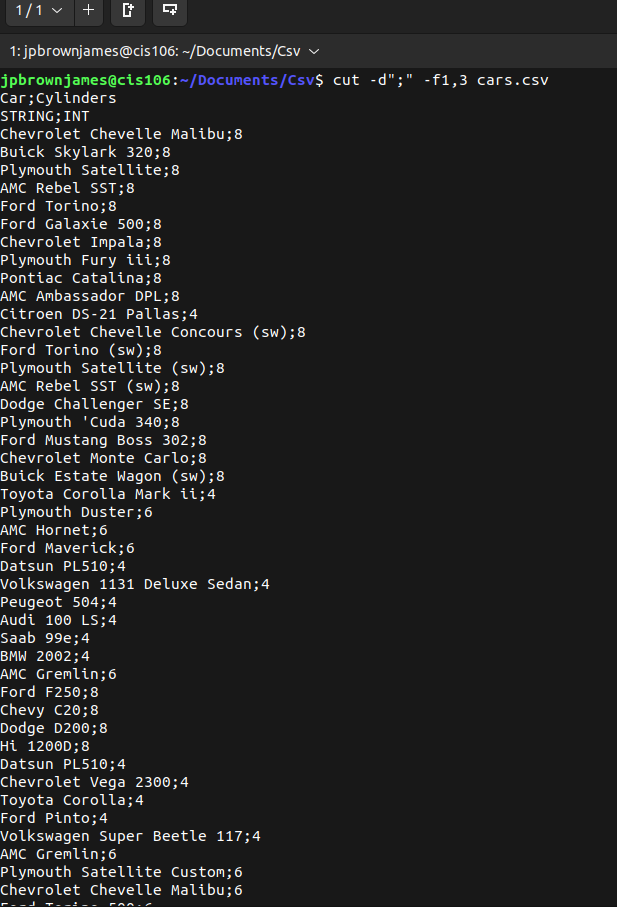 1 / 1
1: jpbrownjames@cis106: ~/Documents/Csv
jpbrownjames@cis106:~/Documents/Csv$ cut -d";" -f1,3 cars.csv
Car;Cylinders
STRING;INT
Chevrolet Chevelle Malibu;8
Buick Skylark 320;8
Plymouth Satellite;8
AMC Rebel SST;8
Ford Torino;8
Ford Galaxie 500;8
Chevrolet Impala;8
Plymouth Fury iii;8
Pontiac Catalina;8
AMC Ambassador DPL;8
Citroen DS-21 Pallas;4
Chevrolet Chevelle Concours (sw);8
Ford Torino (sw);8
Plymouth Satellite (sw);8
AMC Rebel SST (sw);8
Dodge Challenger SE;8
Plymouth 'Cuda 340;8
Ford Mustang Boss 302;8
Chevrolet Monte Carlo;8
Buick Estate Wagon (sw);8
Toyota Corolla Mark ii;4
Plymouth Duster;6
AMC Hornet;6
Ford Maverick;6
Datsun PL510;4
Volkswagen 1131 Deluxe Sedan;4
Peugeot 504;4
Audi 100 LS;4
Saab 99e;4
BMW 2002;4
AMC Gremlin;6
Ford F250;8
Chevy C20;8
Dodge D200;8
Hi 1200D;8
Datsun PL510;4
Chevrolet Vega 2300;4
Toyota Corolla;4
Ford Pinto;4
Volkswagen Super Beetle 117;4
AMC Gremlin;6
Plymouth Satellite Custom;6
Chevrolet Chevelle Malibu;6
Ford Torino 500;6